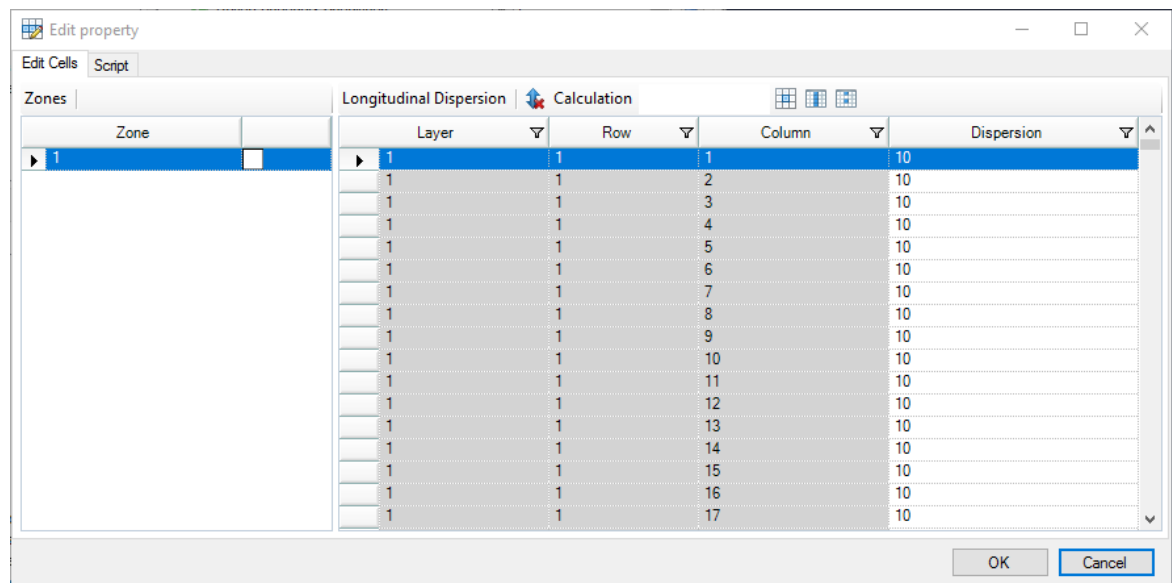 Edit property
Edit Cells Script
Zones Longitudinal Dispersion Calculation
Zone Layer Row Column Dispersion
1 1 1 1 10
1 1 2 10
1 1 3 10
1 1 4 10
1 1 5 10
1 1 6 10
1 1 7 10
1 1 8 10
1 1 9 10
1 1 10 10
1 1 11 10
1 1 12 10
1 1 13 10
1 1 14 10
1 1 15 10
1 1 16 10
1 1 17 10
OK Cancel